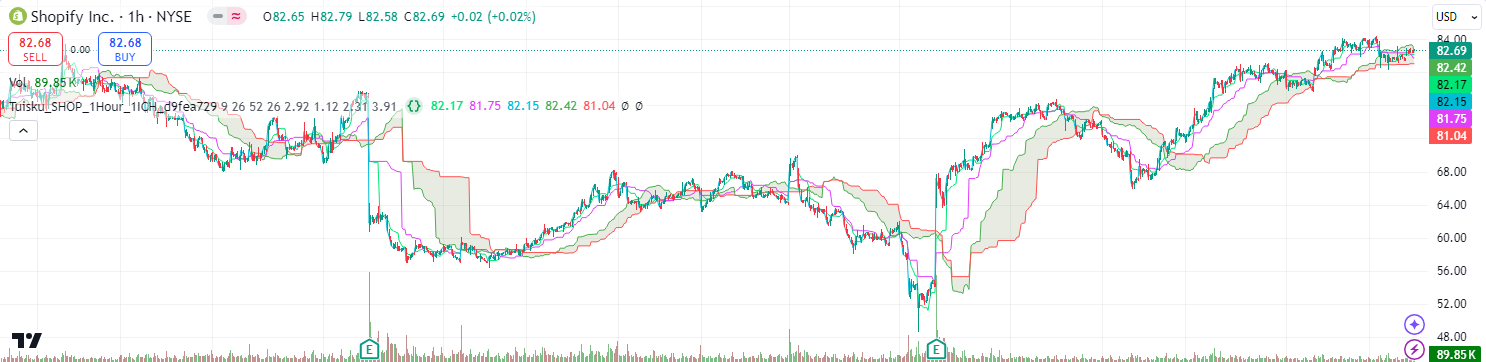 Shopify Inc. · 1h · NYSE O82.65 H82.79 L82.58 C82.69 +0.02 (+0.02%)
USD
82.68 SELL
0.00
82.68 BUY
Vol 89.85 K
Tuisku_SHOP_1Hour_1ICH_d9fea729 9 26 52 26 2.92 1.12 2.31 3.91 {} 82.17 81.75 82.15 82.42 81.04 Ø Ø
84.00
82.69
82.42
82.17
82.15
81.75
81.04
68.00
64.00
60.00
56.00
52.00
48.00
89.85 K
E
E